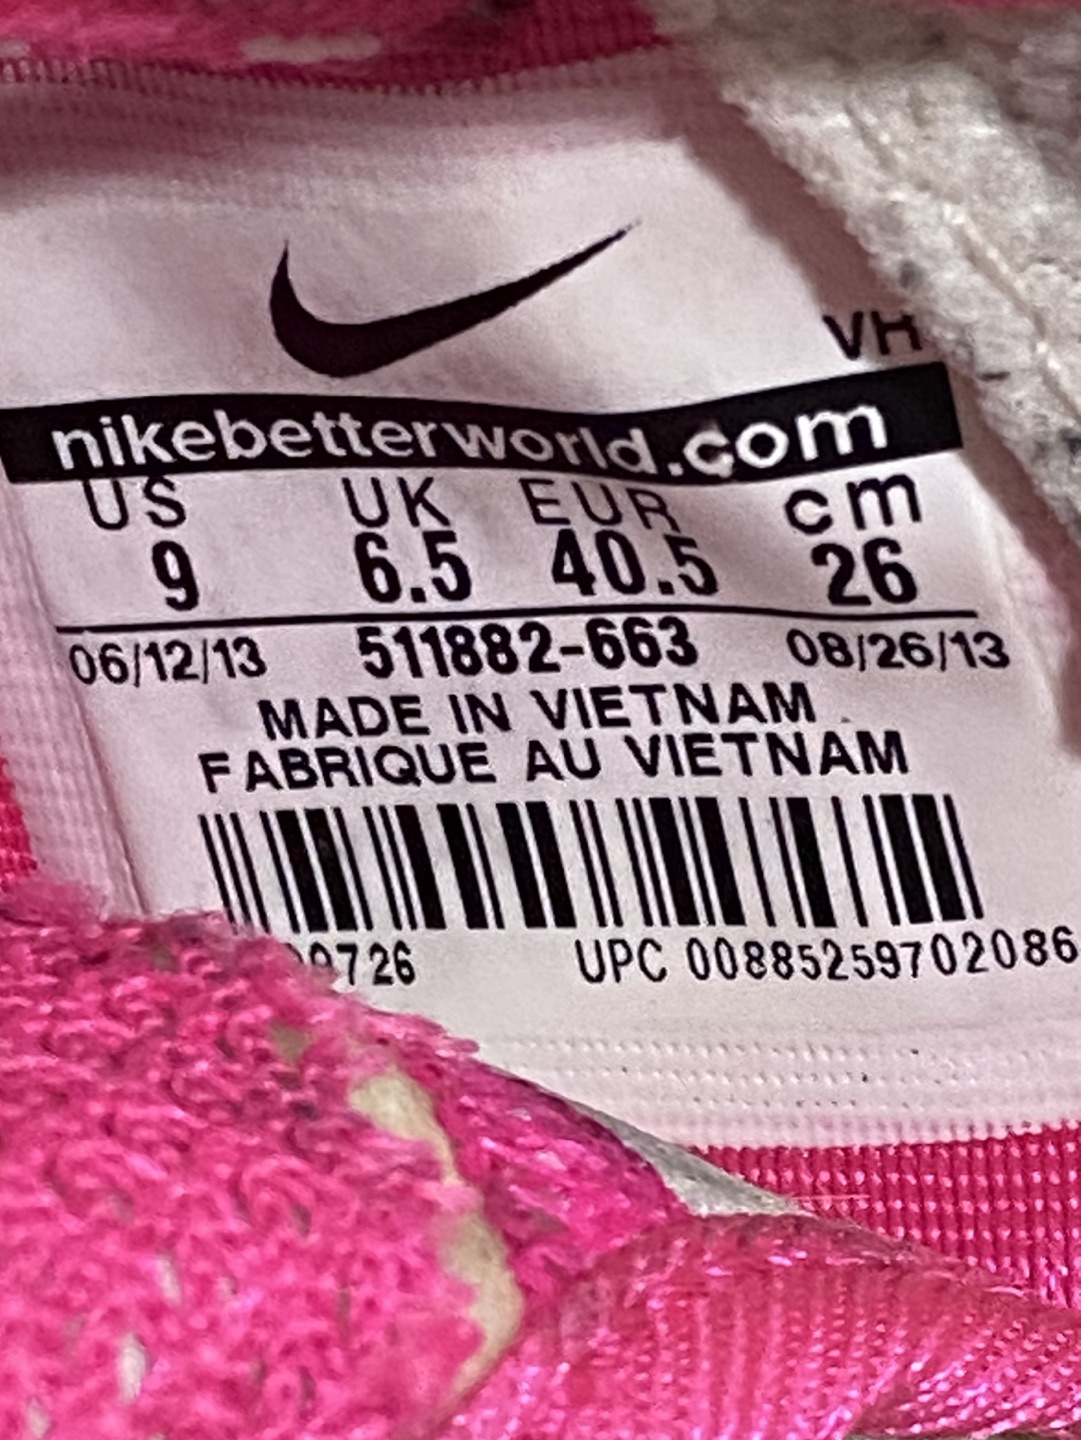 VH
nikebetterworld.com
US UK EUR cm
9 6.5 40.5 26
06/12/13 511882-663 08/26/13
MADE IN VIETNAM
FABRIQUE AU VIETNAM
0726 UPC 00885259702086